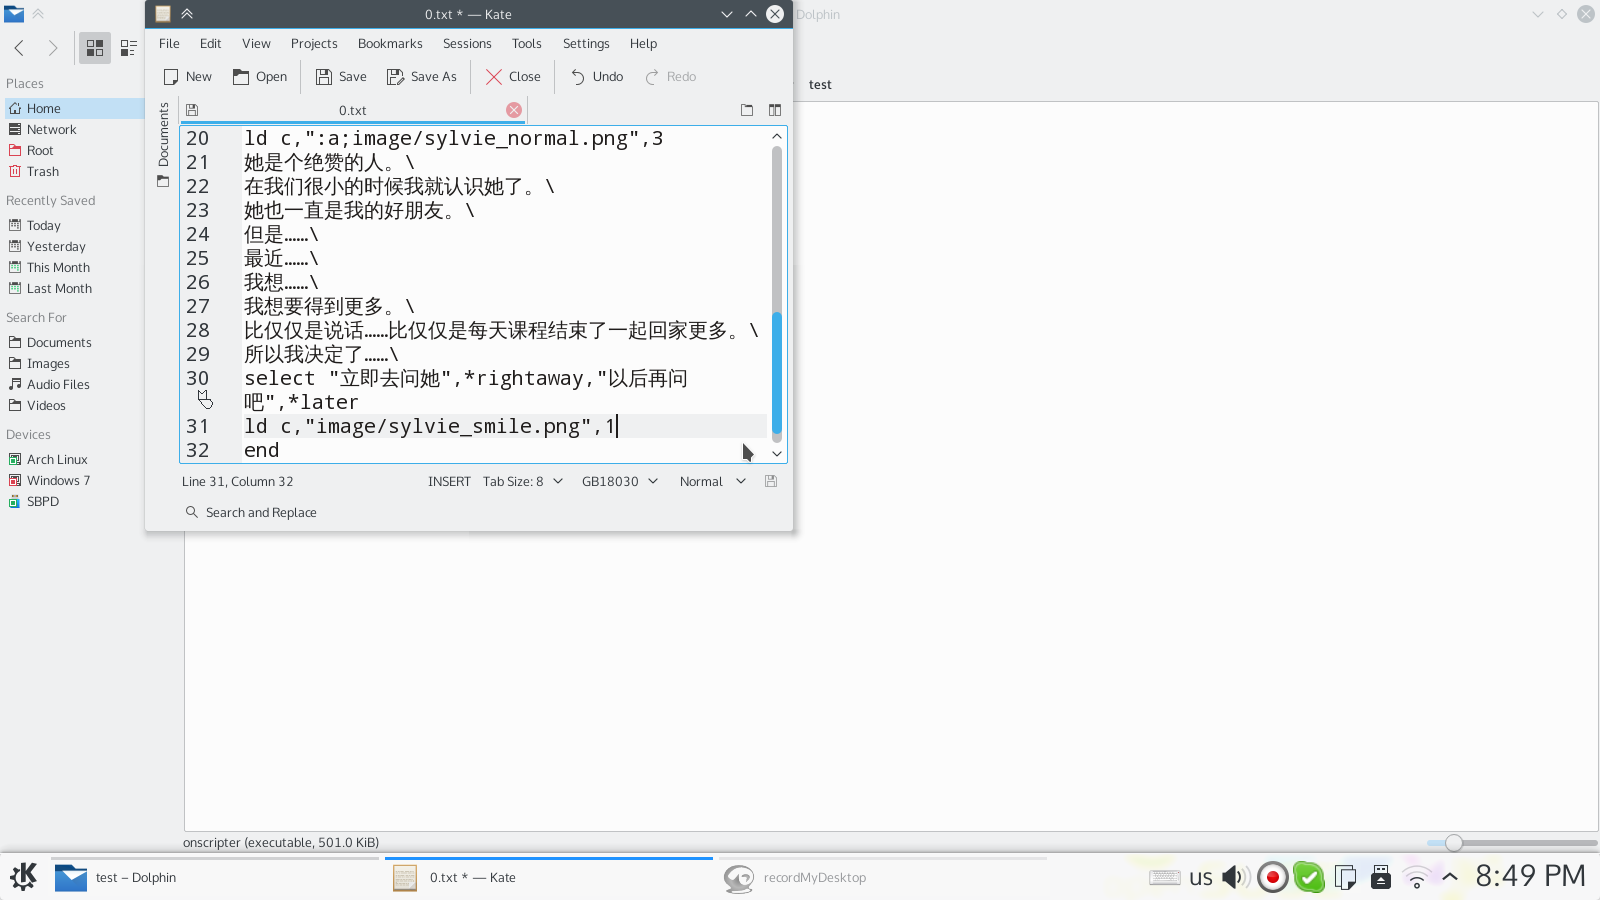 0.txt * — Kate
Dolphin
File Edit View Projects Bookmarks Sessions Tools Settings Help
New Open Save Save As Close Undo Redo
Places
Home
Network
Root
Trash
Recently Saved
Today
Yesterday
This Month
Last Month
Search For
Documents
Images
Audio Files
Videos
Devices
Arch Linux
Windows 7
SBPD
test
Documents
0.txt
20 ld c,":a;image/sylvie_normal.png",3
21 她是个绝赞的人。\
22 在我们很小的时候我就认识她了。\
23 她也一直是我的好朋友。\
24 但是……\
25 最近……\
26 我想……\
27 我想要得到更多。\
28 比仅仅是说话……比仅仅是每天课程结束了一起回家更多。\
29 所以我决定了……\
30 select "立即去问她",*rightaway,"以后再问
吧",*later
31 ld c,"image/sylvie_smile.png",1
32 end
Line 31, Column 32 INSERT Tab Size: 8 GB18030 Normal
Search and Replace
onscripter (executable, 501.0 KiB)
test – Dolphin 0.txt * — Kate recordMyDesktop us 8:49 PM